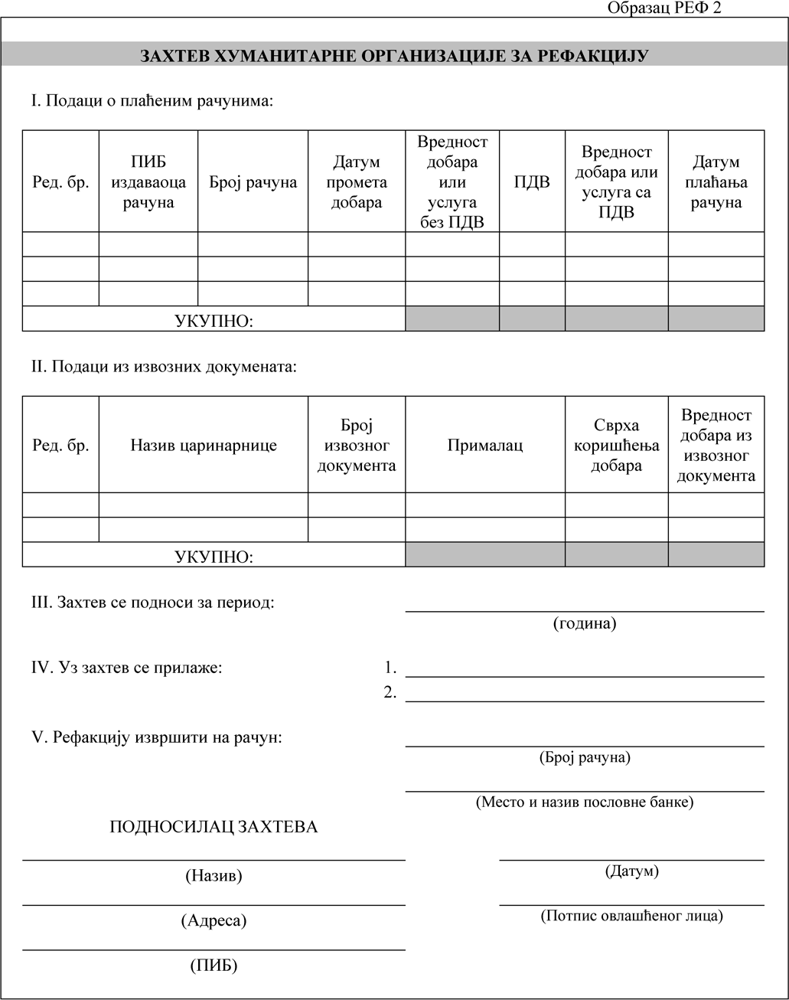 Образац РЕФ 2
ЗАХТЕВ ХУМАНИТАРНЕ ОРГАНИЗАЦИЈЕ ЗА РЕФАКЦИЈУ
I. Подаци о плаћеним рачунима:
Ред. бр.
ПИБ
издаваоца
рачуна
Број рачуна
Датум
промета
добара
Вредност
добара
или
услуга
без ПДВ
ПДВ
Вредност
добара или
услуга са
ПДВ
Датум
плаћања
рачуна
УКУПНО:
II. Подаци из извозних докумената:
Ред. бр.
Назив царинарнице
Број
извозног
документа
Прималац
Сврха
коришћења
добара
Вредност
добара из
извозног
документа
УКУПНО:
III. Захтев се подноси за период:
(година)
IV. Уз захтев се прилаже:
1.
2.
V. Рефакцију извршити на рачун:
(Број рачуна)
(Место и назив пословне банке)
ПОДНОСИЛАЦ ЗАХТЕВА
(Назив)
(Датум)
(Адреса)
(Потпис овлашћеног лица)
(ПИБ)